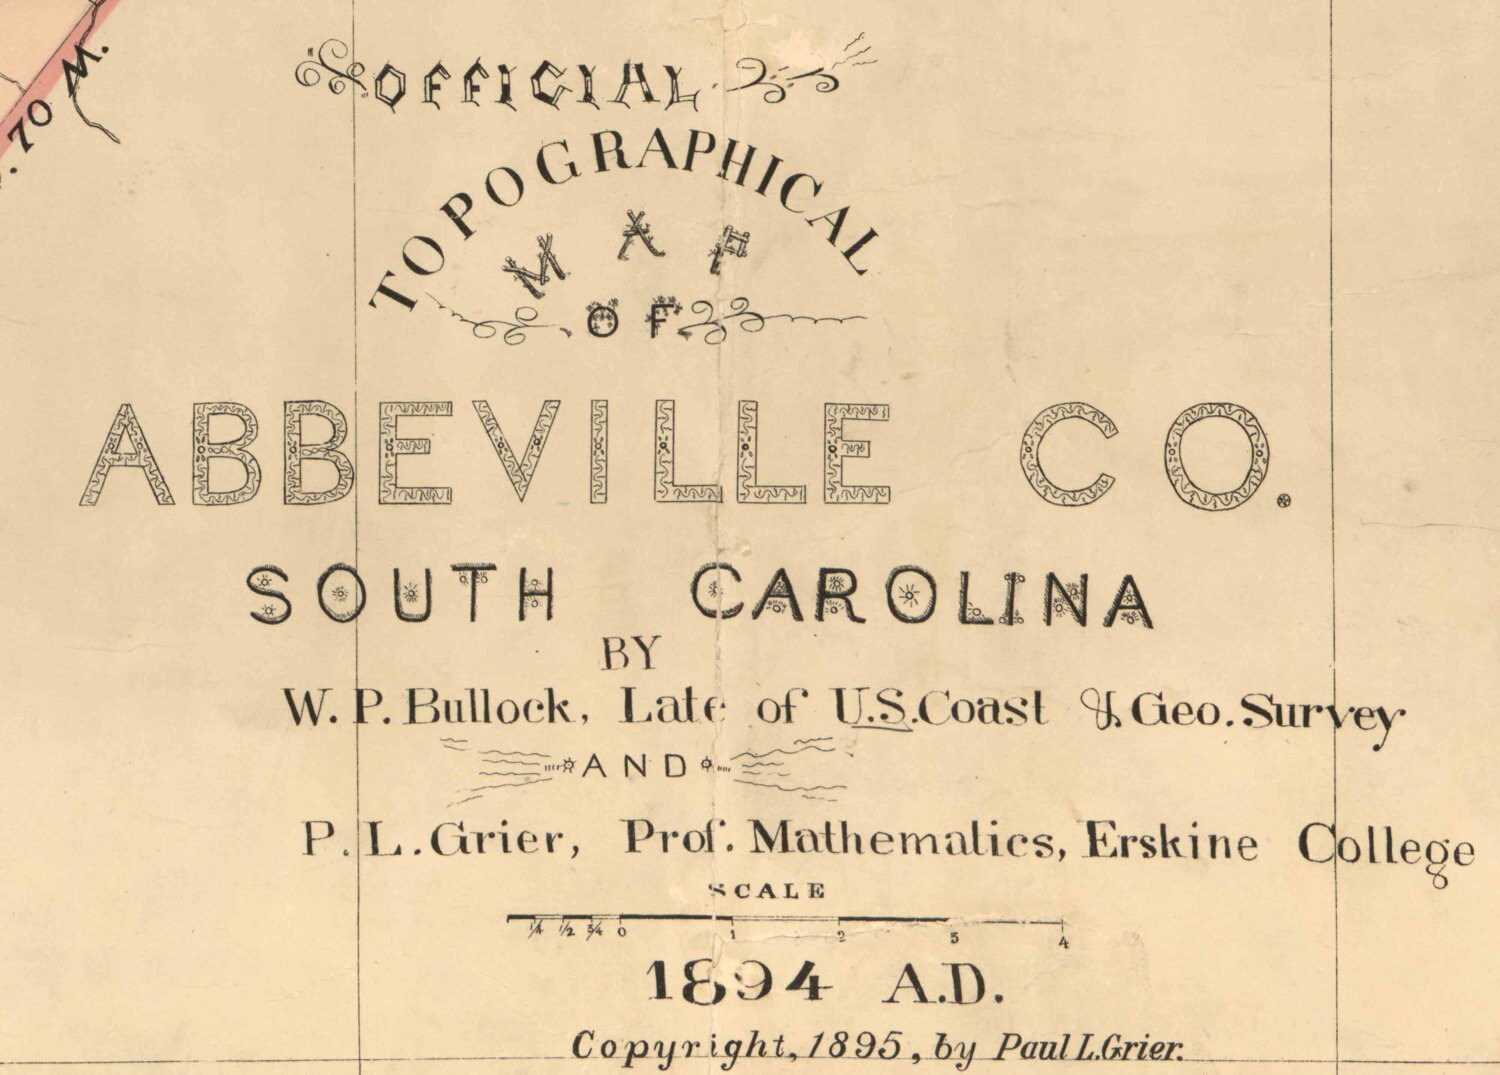 OFFICIAL
TOPOGRAPHICAL
MAP
OF
ABBEVILLE CO.
SOUTH CAROLINA
BY
W. P. Bullock, Late of U.S. Coast & Geo. Survey
AND
P. L. Grier, Prof. Mathematics, Erskine College
SCALE
1/4 1/2 3/4 0 1 2 3 4
1894 A.D.
Copyright, 1895, by Paul L. Grier.
70 M.